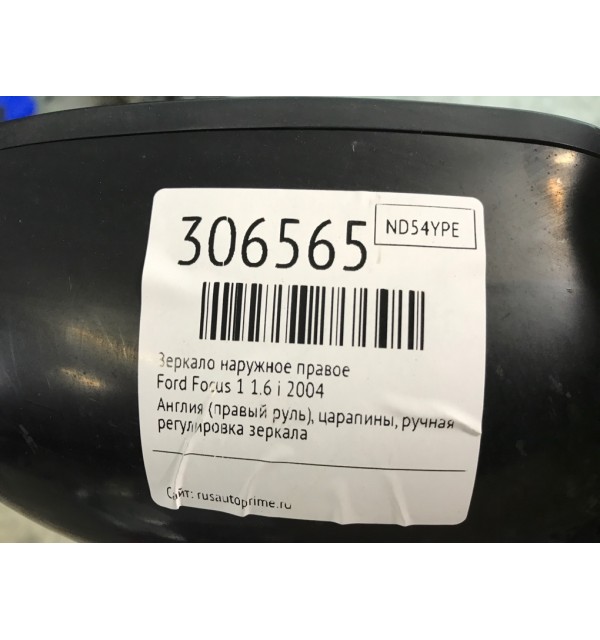 306565
ND54YPE
Зеркало наружное правое
Ford Focus 1 1.6 i 2004
Англия (правый руль), царапины, ручная
регулировка зеркала
Сайт: rusautoprime.ru